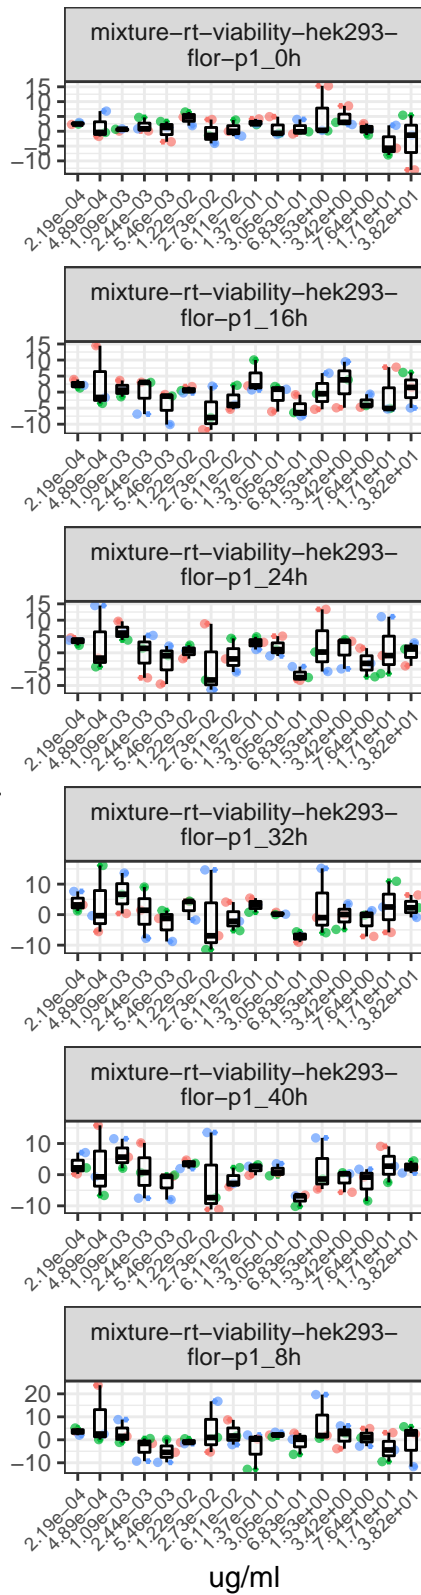 mixture−rt−viability−hek293−
flor−p1_0h
15
10
5
0
−5
−10
2.19e−04
4.89e−04
1.09e−03
2.44e−03
5.46e−03
1.22e−02
2.73e−02
6.11e−02
1.37e−01
3.05e−01
6.83e−01
1.53e+00
3.42e+00
7.64e+00
1.71e+01
3.82e+01
mixture−rt−viability−hek293−
flor−p1_16h
15
10
5
0
−5
−10
2.19e−04
4.89e−04
1.09e−03
2.44e−03
5.46e−03
1.22e−02
2.73e−02
6.11e−02
1.37e−01
3.05e−01
6.83e−01
1.53e+00
3.42e+00
7.64e+00
1.71e+01
3.82e+01
mixture−rt−viability−hek293−
flor−p1_24h
15
10
5
0
−5
−10
2.19e−04
4.89e−04
1.09e−03
2.44e−03
5.46e−03
1.22e−02
2.73e−02
6.11e−02
1.37e−01
3.05e−01
6.83e−01
1.53e+00
3.42e+00
7.64e+00
1.71e+01
3.82e+01
mixture−rt−viability−hek293−
flor−p1_32h
10
0
−10
2.19e−04
4.89e−04
1.09e−03
2.44e−03
5.46e−03
1.22e−02
2.73e−02
6.11e−02
1.37e−01
3.05e−01
6.83e−01
1.53e+00
3.42e+00
7.64e+00
1.71e+01
3.82e+01
mixture−rt−viability−hek293−
flor−p1_40h
10
0
−10
2.19e−04
4.89e−04
1.09e−03
2.44e−03
5.46e−03
1.22e−02
2.73e−02
6.11e−02
1.37e−01
3.05e−01
6.83e−01
1.53e+00
3.42e+00
7.64e+00
1.71e+01
3.82e+01
mixture−rt−viability−hek293−
flor−p1_8h
20
10
0
−10
2.19e−04
4.89e−04
1.09e−03
2.44e−03
5.46e−03
1.22e−02
2.73e−02
6.11e−02
1.37e−01
3.05e−01
6.83e−01
1.53e+00
3.42e+00
7.64e+00
1.71e+01
3.82e+01
ug/ml